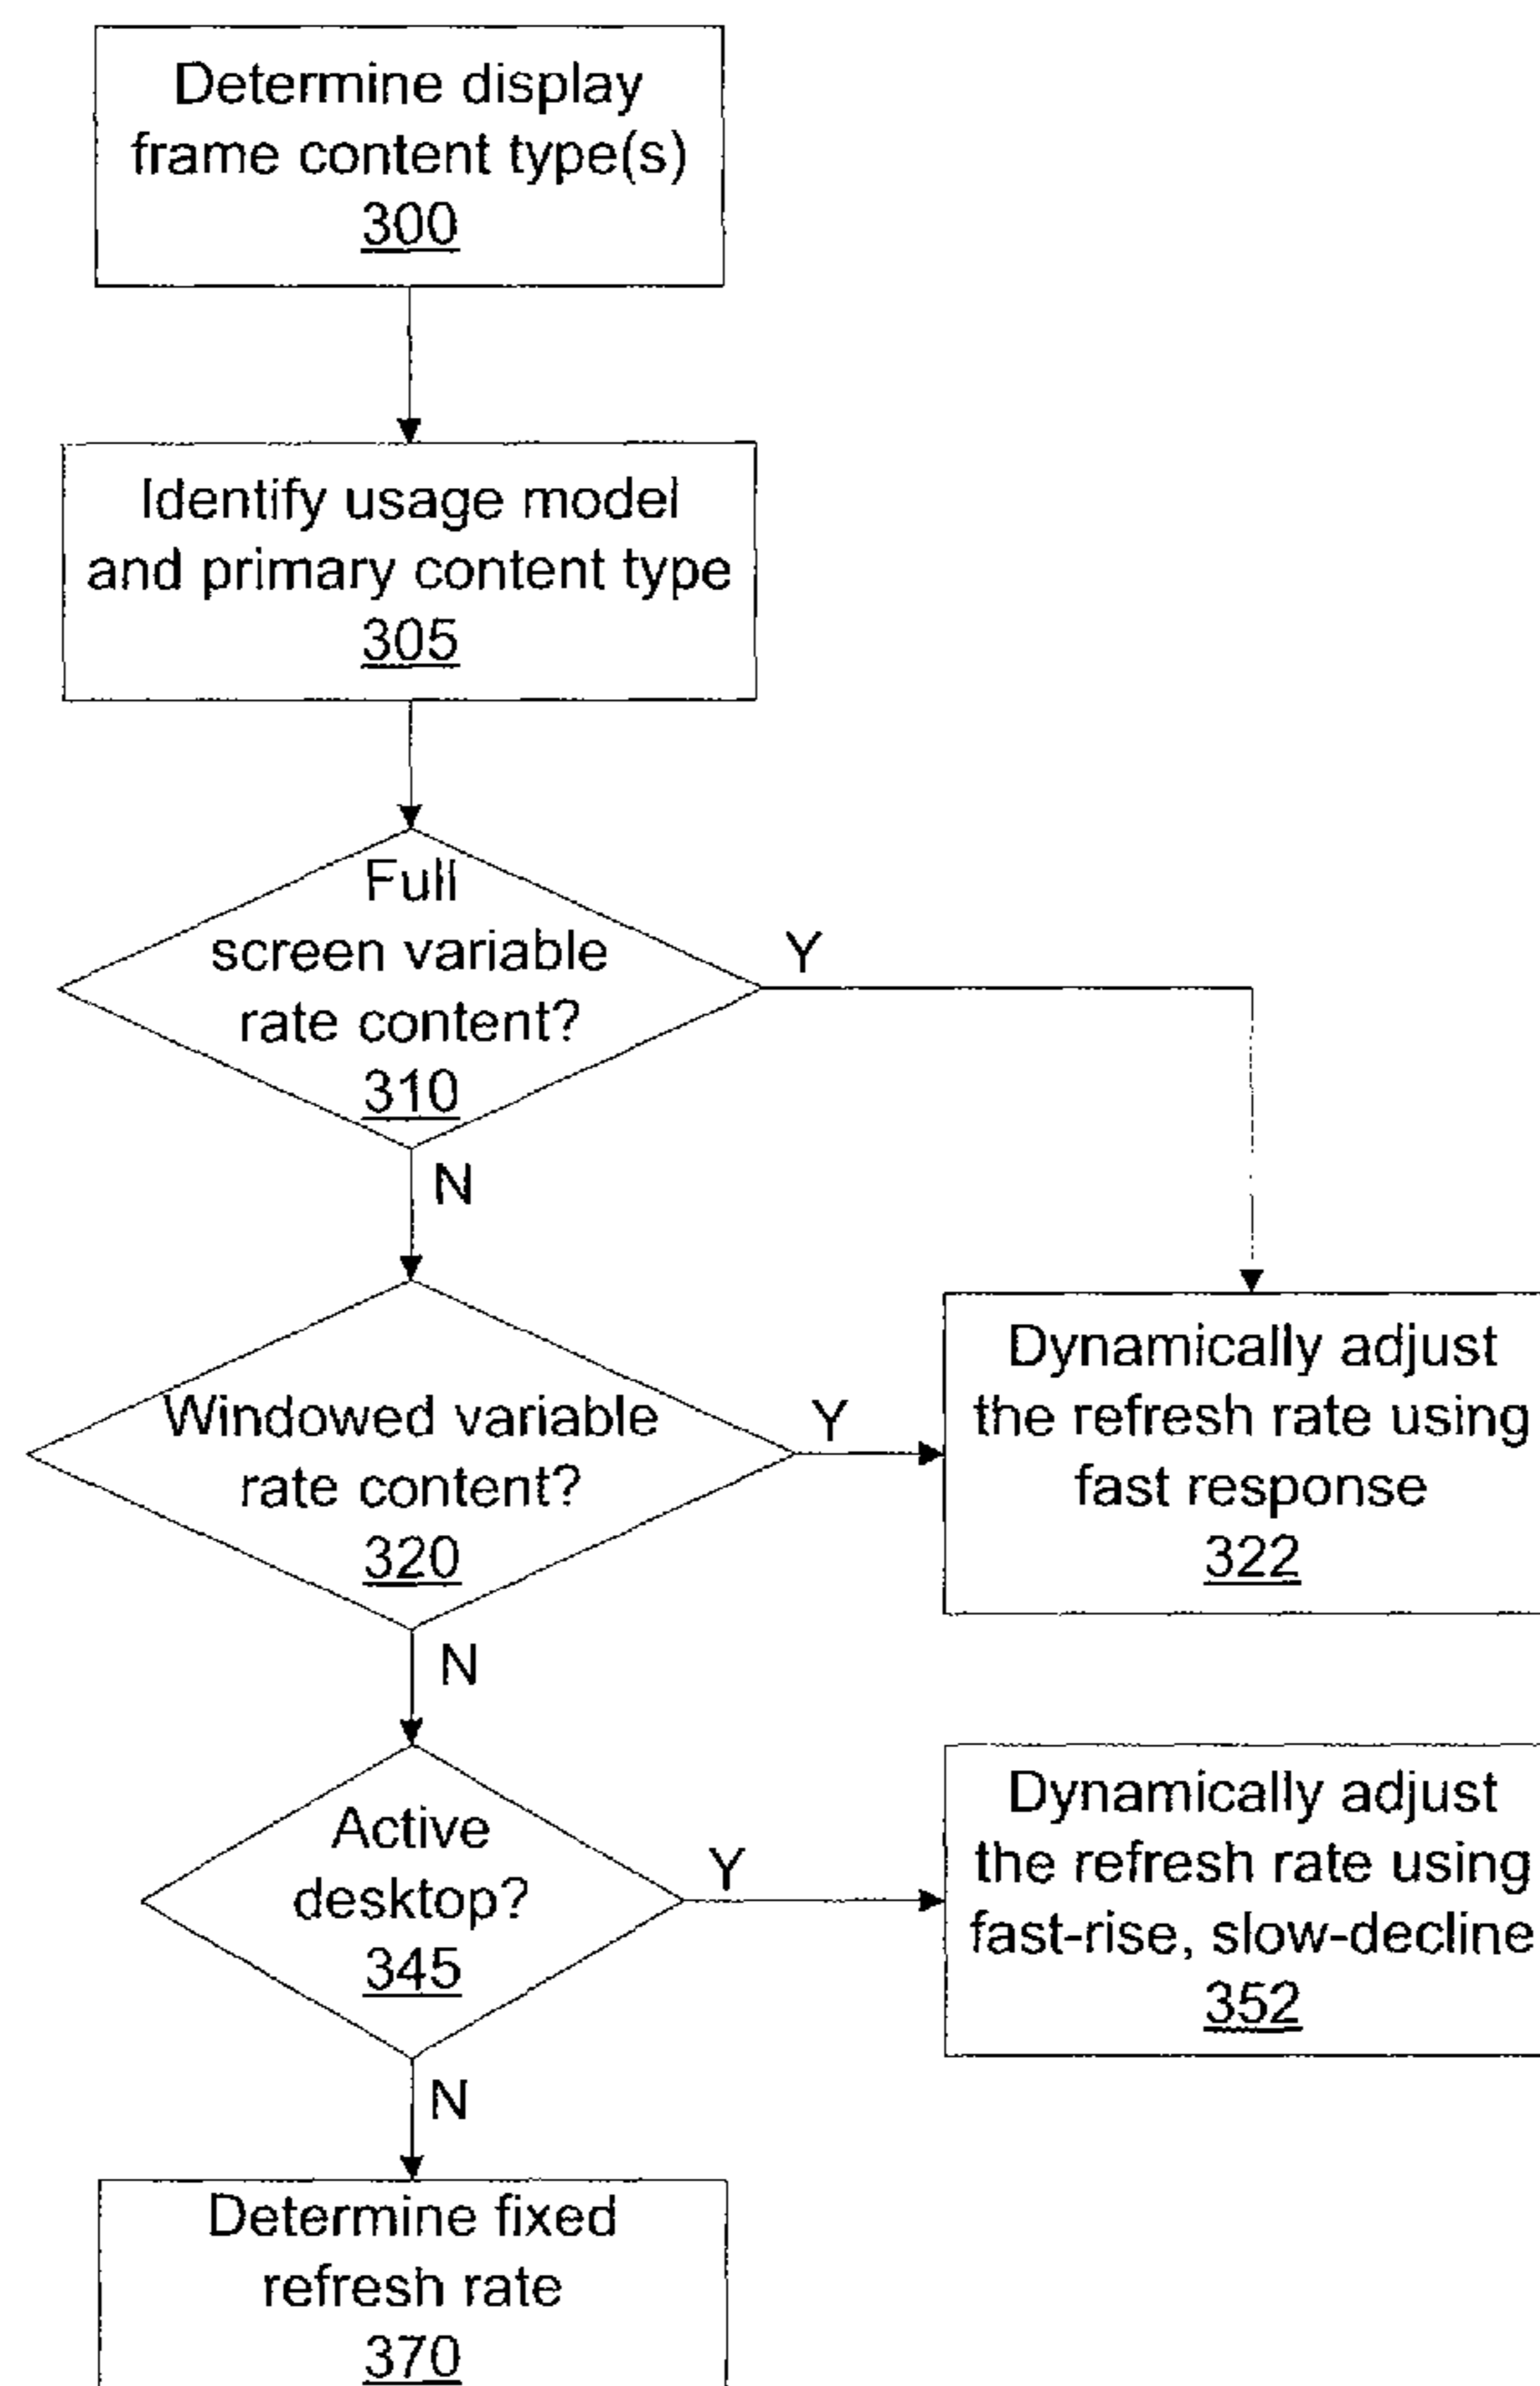 Determine display
frame content type(s)
300
Identify usage model
and primary content type
305
Full
screen variable
rate content?
310
Y
N
Windowed variable
rate content?
320
Y
Dynamically adjust
the refresh rate using
fast response
322
N
Active
desktop?
345
Y
Dynamically adjust
the refresh rate using
fast-rise, slow-decline
352
N
Determine fixed
refresh rate
370